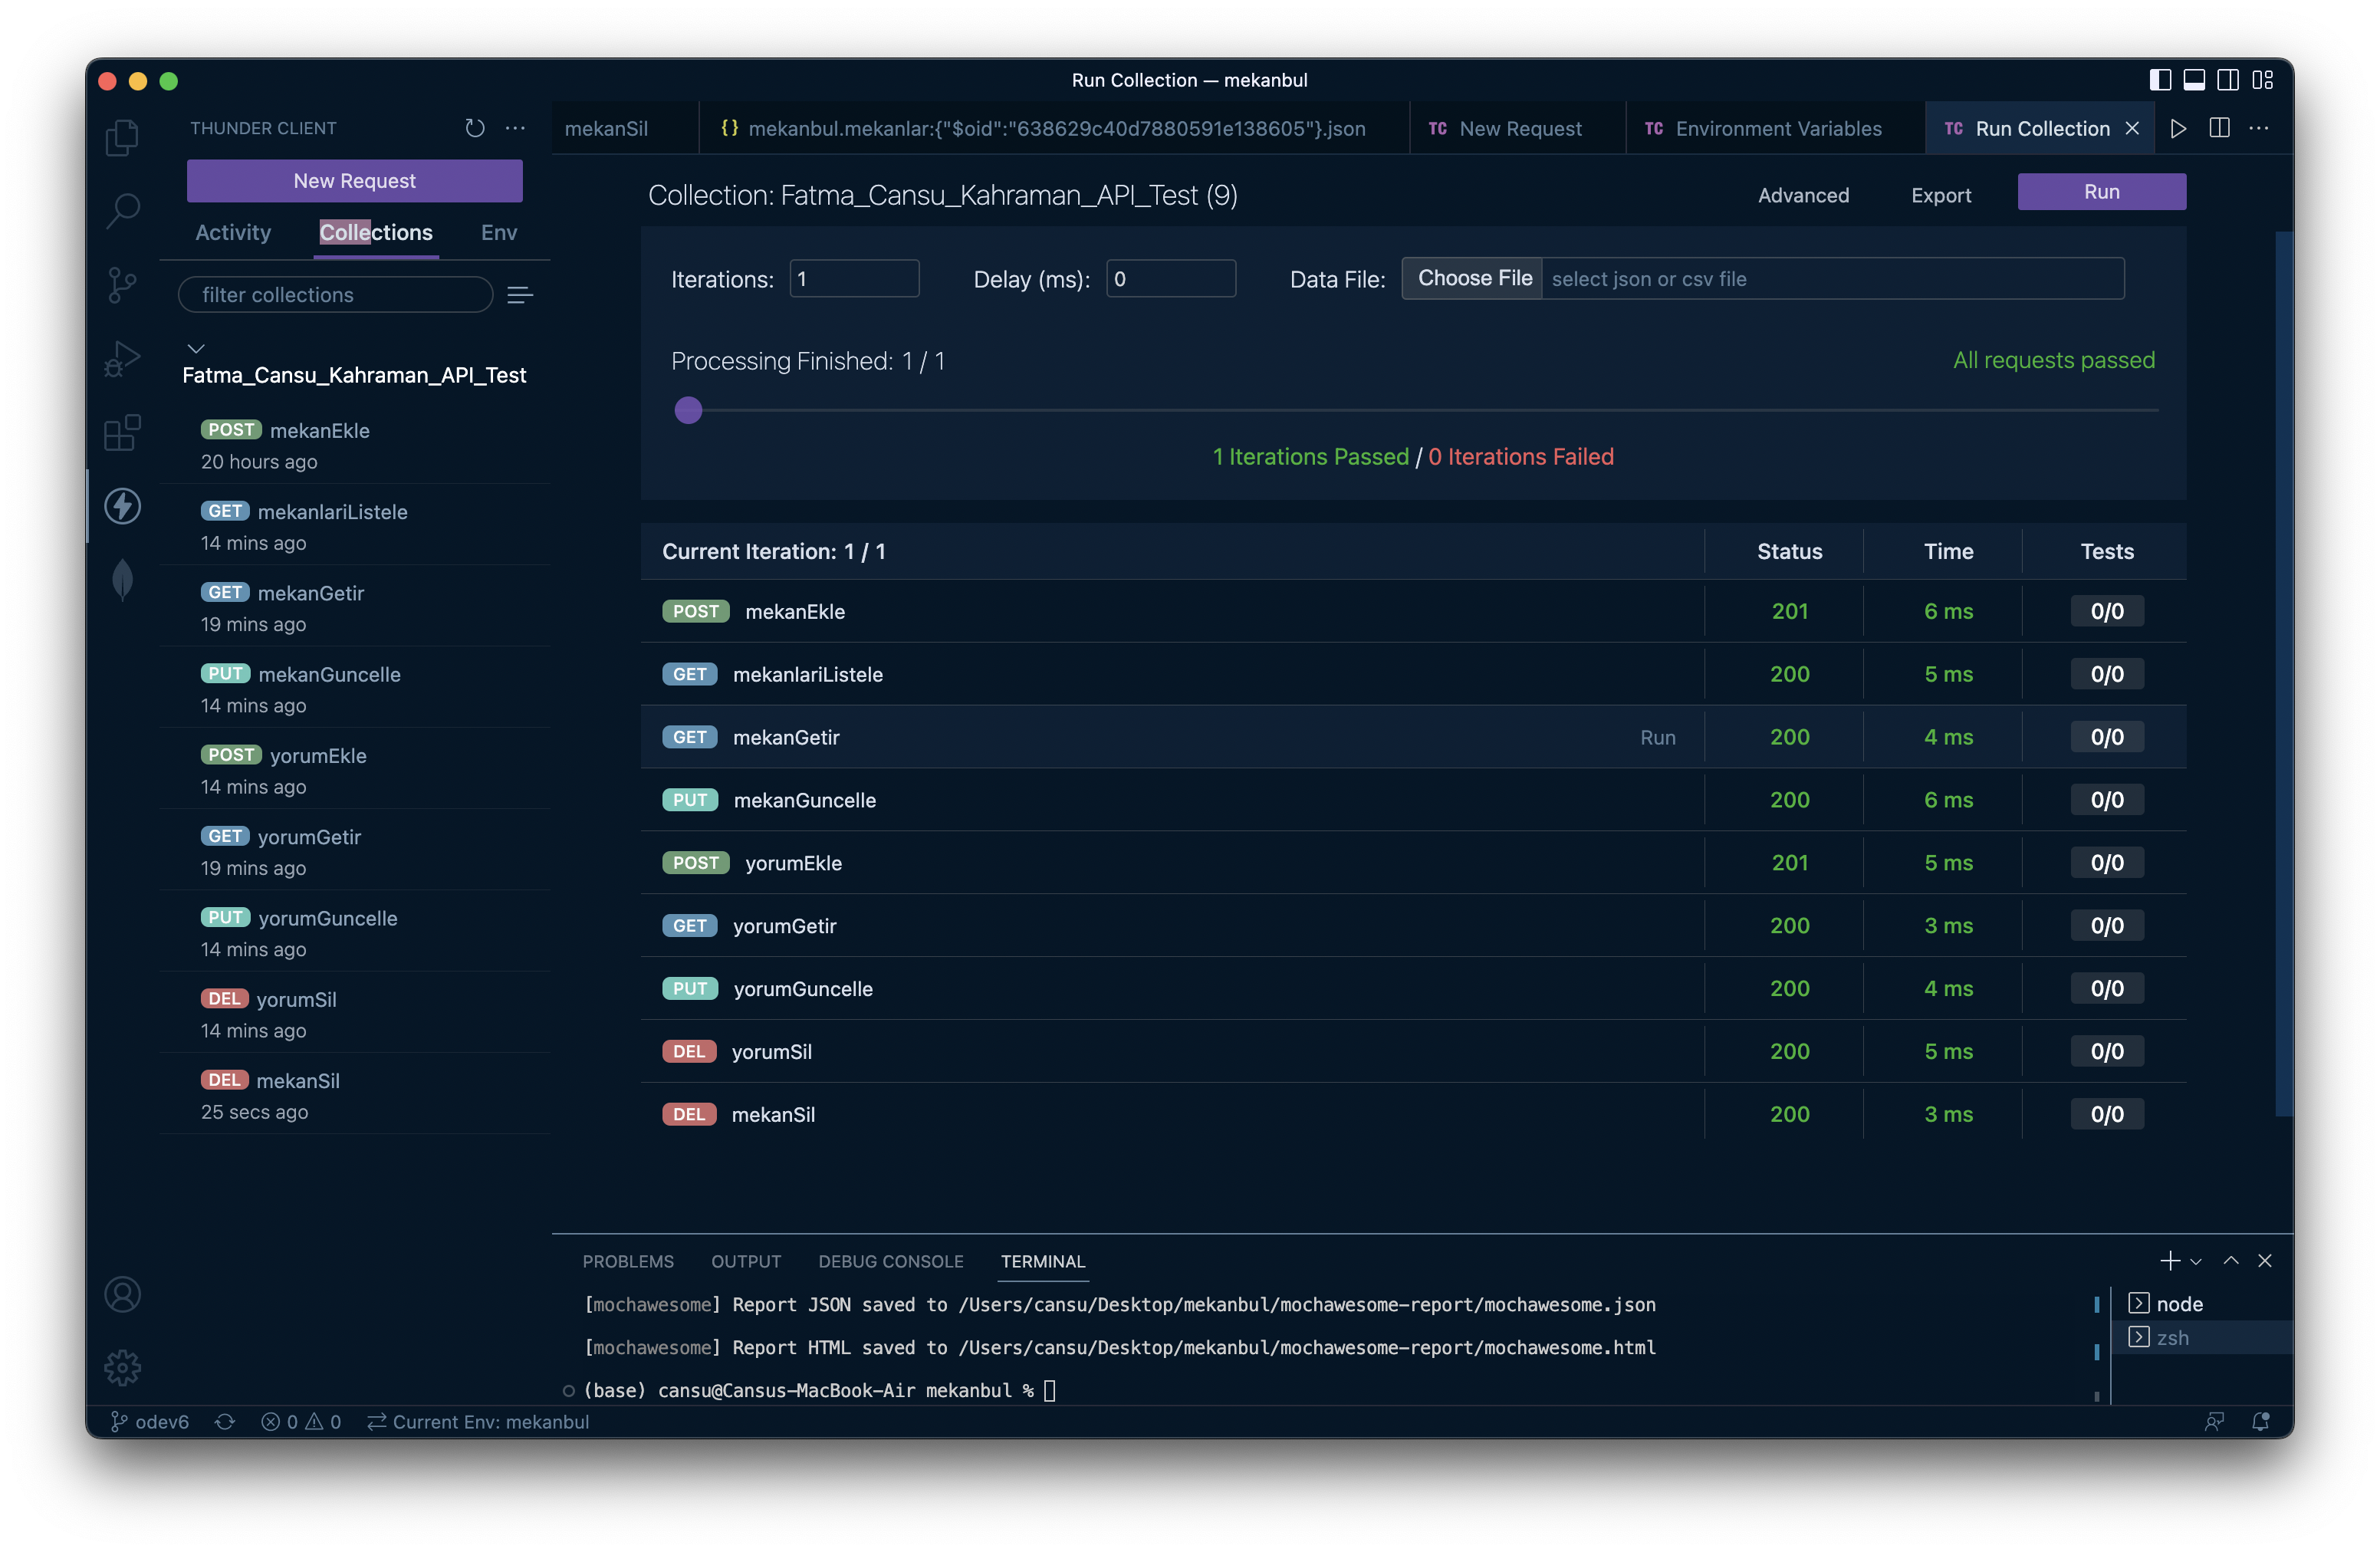 Run Collection — mekanbul
THUNDER CLIENT
New Request
Activity
Collections
Env
filter collections
Fatma_Cansu_Kahraman_API_Test
POST mekanEkle
20 hours ago
GET mekanlariListele
14 mins ago
GET mekanGetir
19 mins ago
PUT mekanGuncelle
14 mins ago
POST yorumEkle
14 mins ago
GET yorumGetir
19 mins ago
PUT yorumGuncelle
14 mins ago
DEL yorumSil
14 mins ago
DEL mekanSil
25 secs ago
mekanSil
{} mekanbul.mekanlar:{"$oid":"638629c40d7880591e138605"}.json
TC New Request
TC Environment Variables
TC Run Collection
Collection: Fatma_Cansu_Kahraman_API_Test (9)
Advanced
Export
Run
Iterations: 1
Delay (ms): 0
Data File: Choose File select json or csv file
Processing Finished: 1 / 1
All requests passed
1 Iterations Passed / 0 Iterations Failed
Current Iteration: 1 / 1 Status Time Tests
POST mekanEkle 201 6 ms 0/0
GET mekanlariListele 200 5 ms 0/0
GET mekanGetir Run 200 4 ms 0/0
PUT mekanGuncelle 200 6 ms 0/0
POST yorumEkle 201 5 ms 0/0
GET yorumGetir 200 3 ms 0/0
PUT yorumGuncelle 200 4 ms 0/0
DEL yorumSil 200 5 ms 0/0
DEL mekanSil 200 3 ms 0/0
PROBLEMS OUTPUT DEBUG CONSOLE TERMINAL
[mochawesome] Report JSON saved to /Users/cansu/Desktop/mekanbul/mochawesome-report/mochawesome.json
[mochawesome] Report HTML saved to /Users/cansu/Desktop/mekanbul/mochawesome-report/mochawesome.html
(base) cansu@Cansus-MacBook-Air mekanbul %
node
zsh
odev6
0
0
Current Env: mekanbul